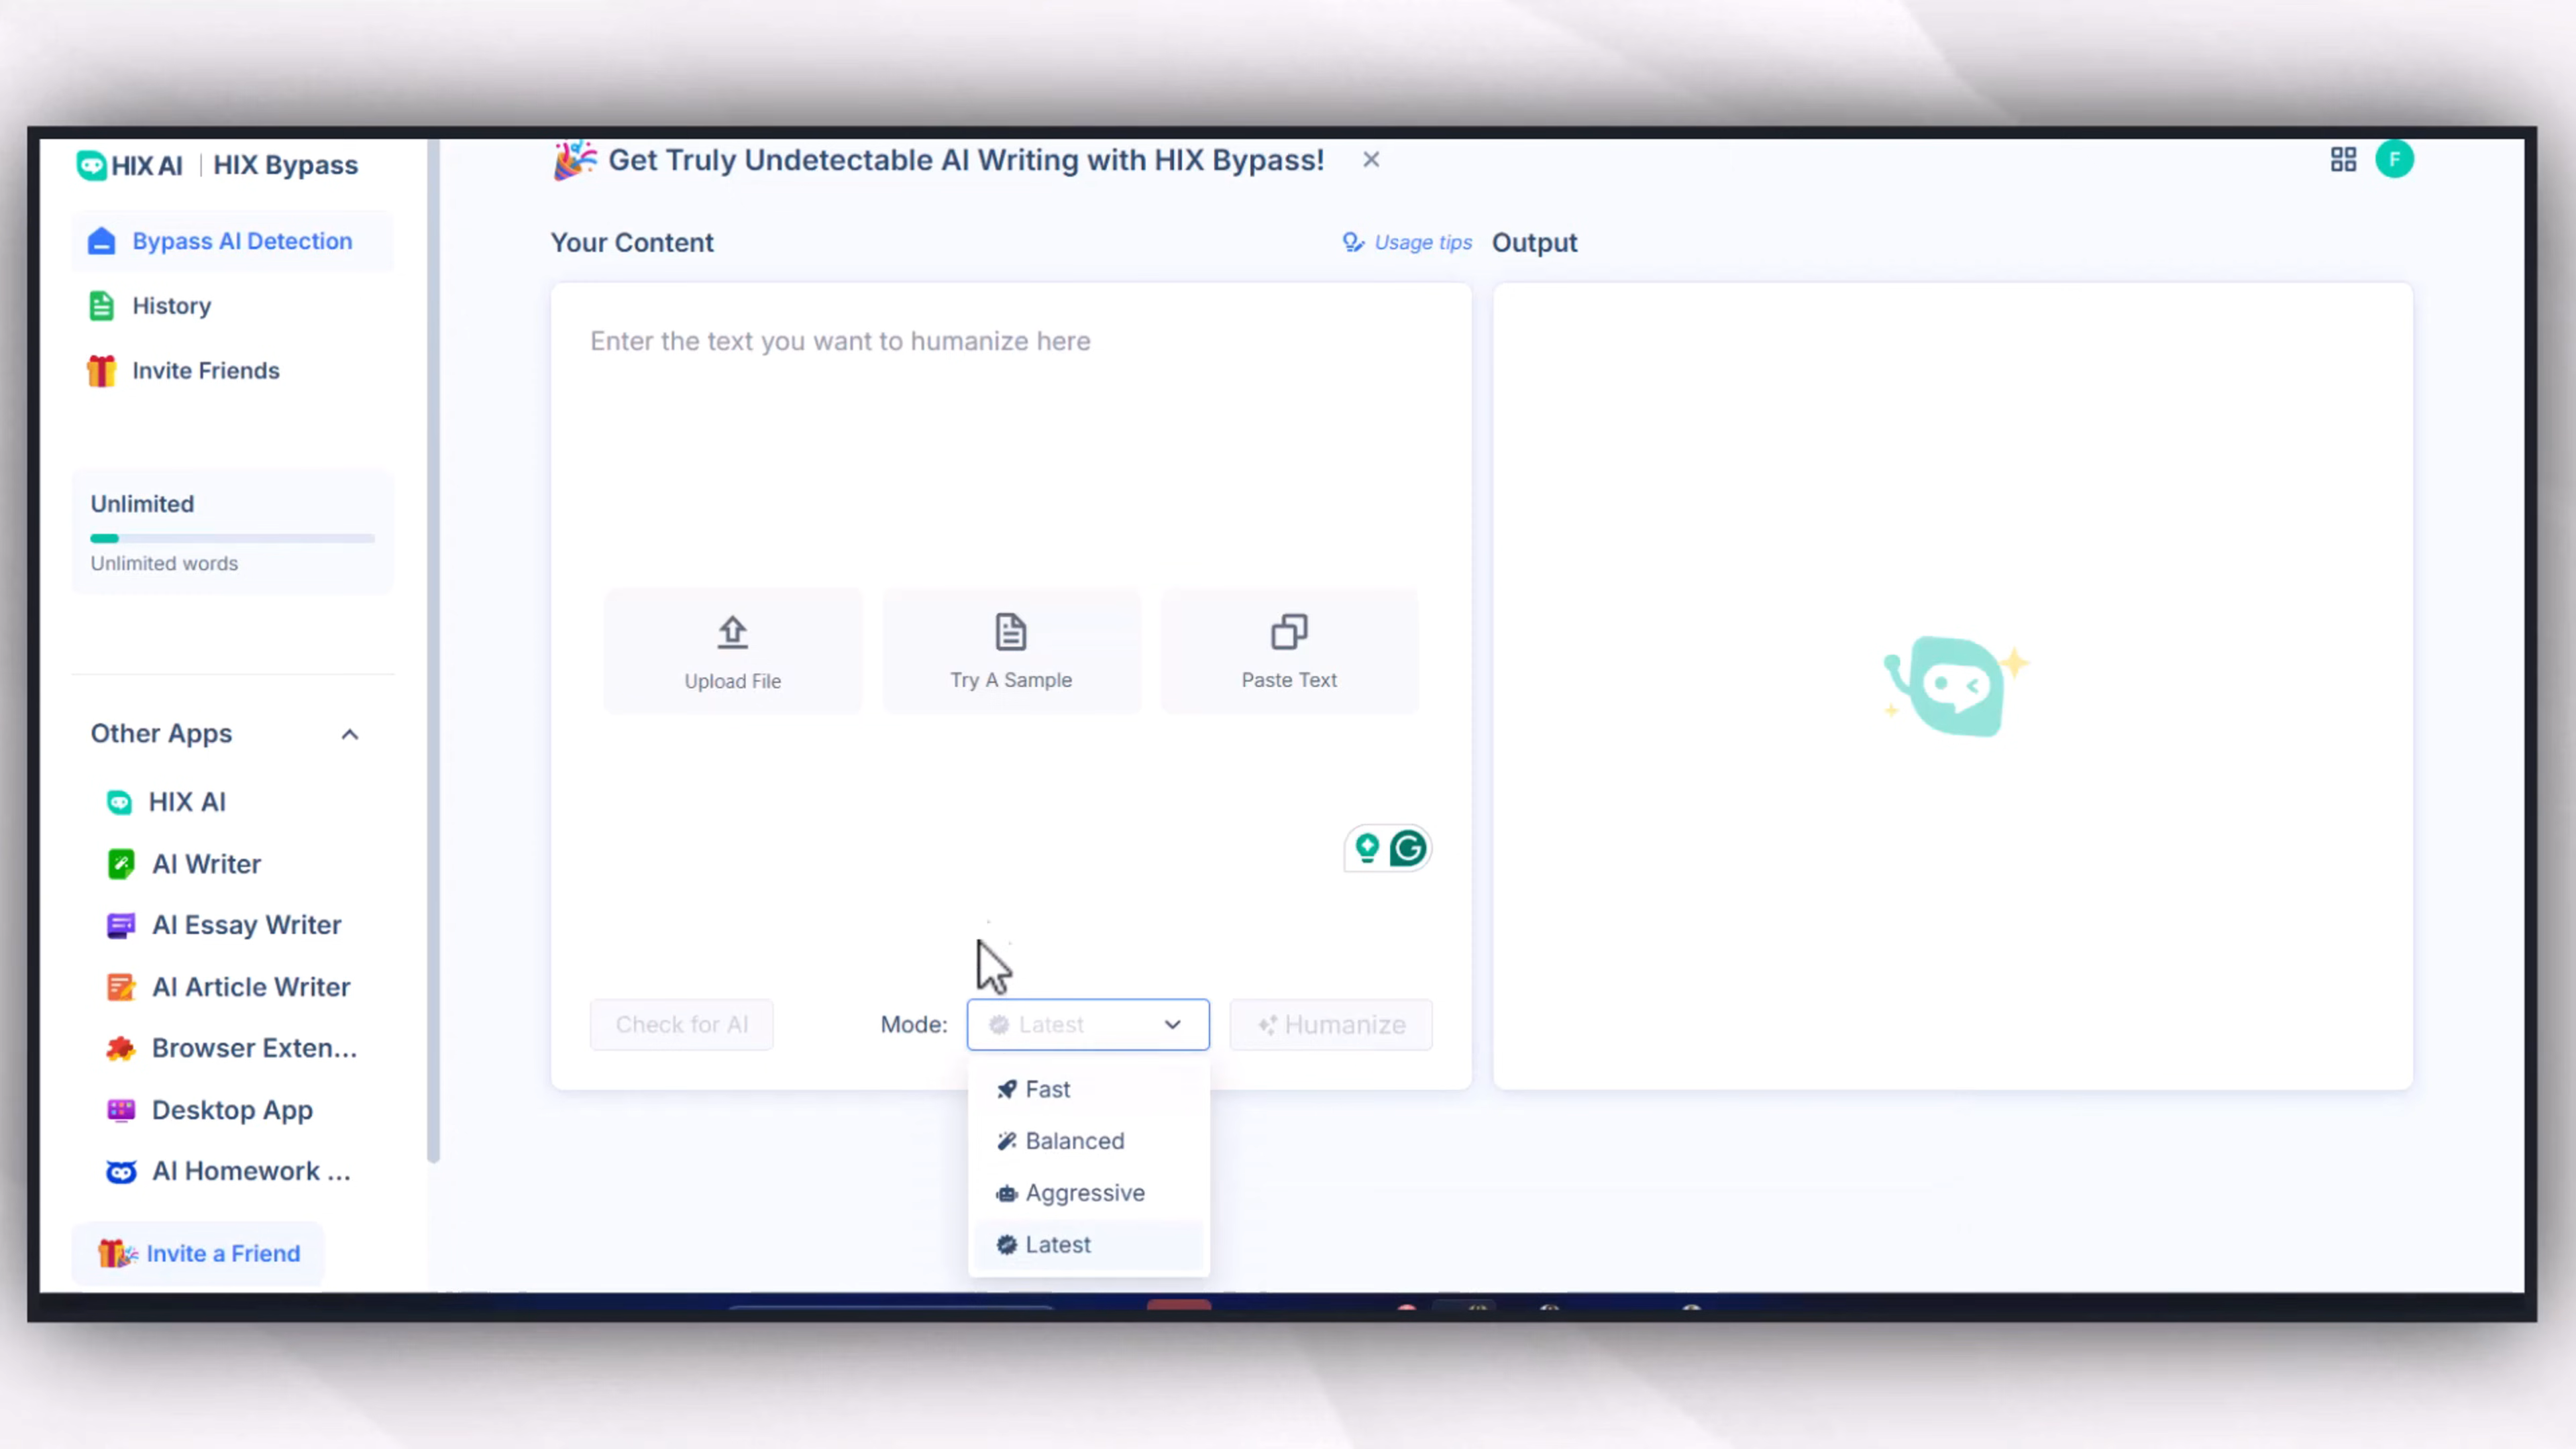 HIX AI | HIX Bypass
Bypass AI Detection
History
Invite Friends
Unlimited
Unlimited words
Other Apps
HIX AI
AI Writer
AI Essay Writer
AI Article Writer
Browser Exten...
Desktop App
AI Homework ...
Invite a Friend
Get Truly Undetectable AI Writing with HIX Bypass!
F
Your Content
Usage tips
Output
Enter the text you want to humanize here
Upload File
Try A Sample
Paste Text
Check for AI
Mode:
Latest
Humanize
Fast
Balanced
Aggressive
Latest